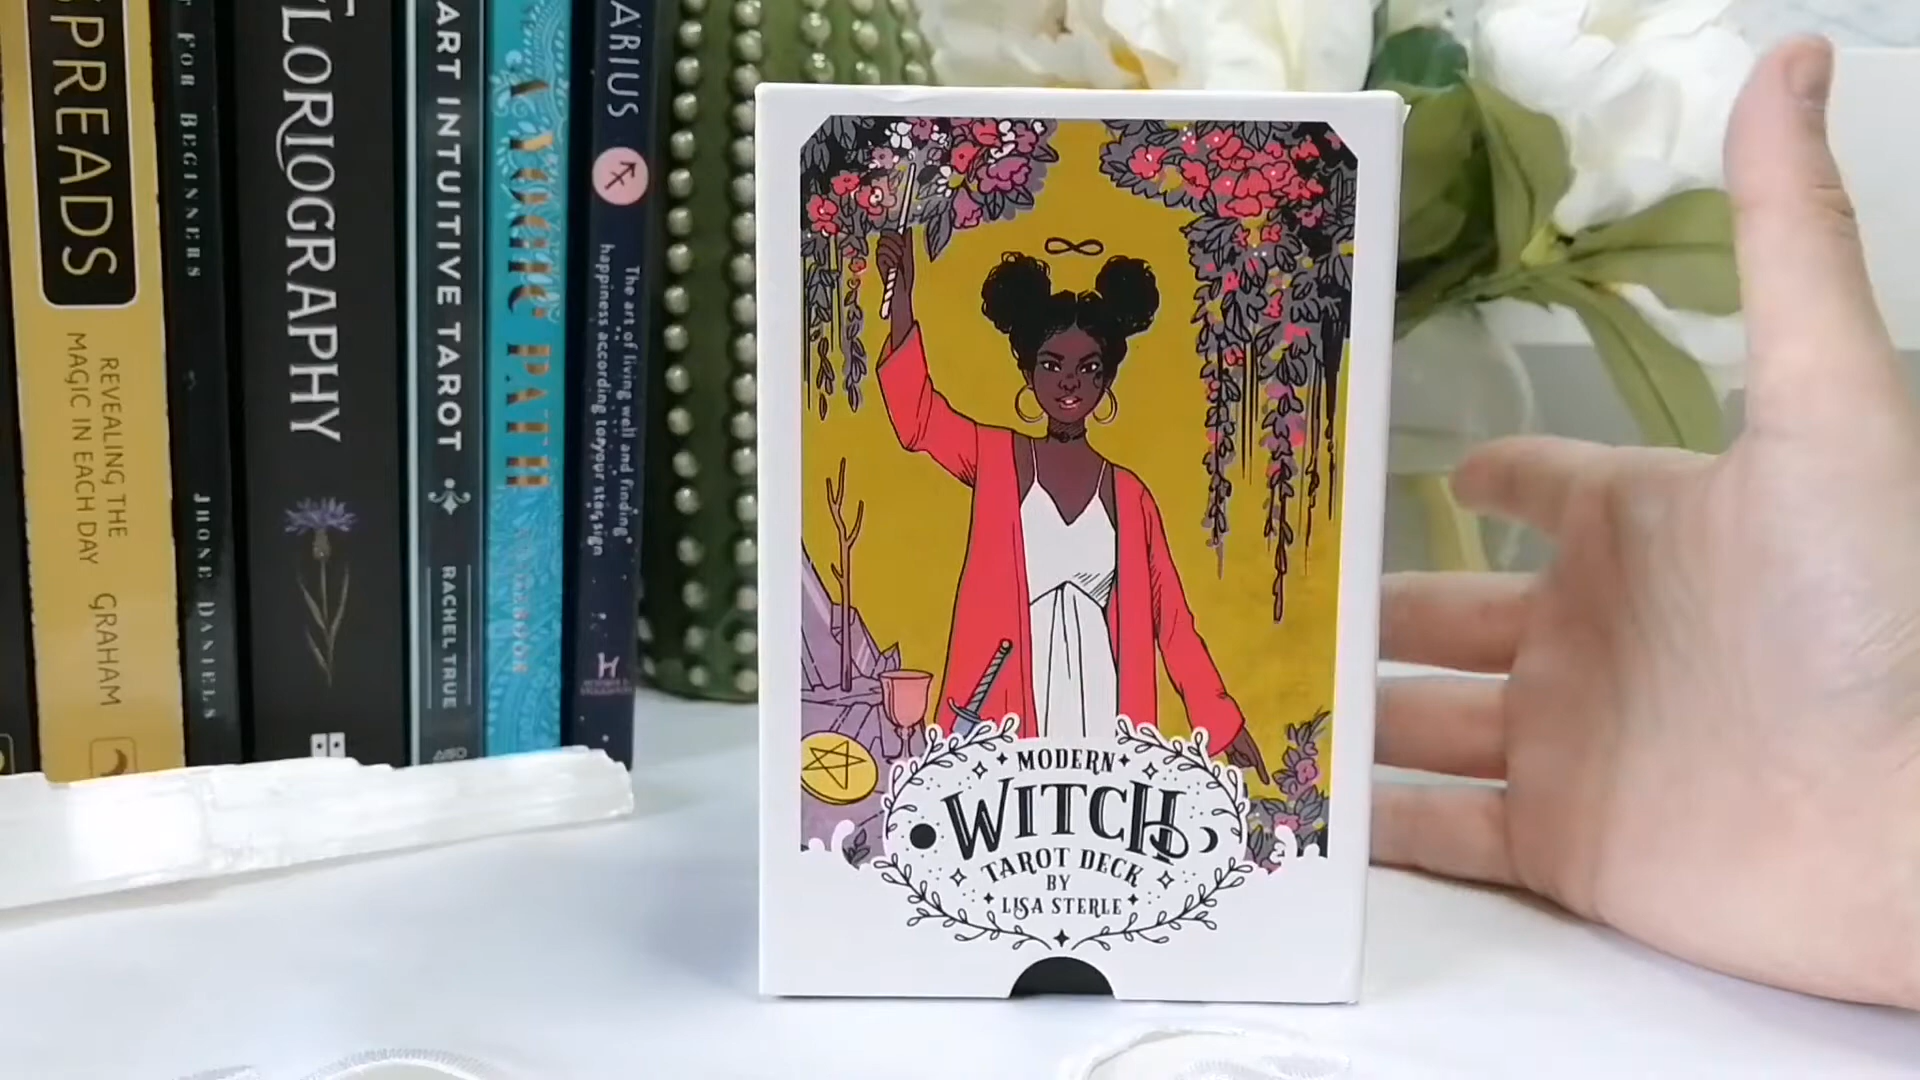 SPREADS
REVEALING THE
MAGIC IN EACH DAY
GRAHAM
FOR BEGINNERS
JHONE DANIELS
FLORIOGRAPHY
ART INTUITIVE TAROT
RACHEL TRUE
PATH
ARIUS
The art of living well and finding
happiness according to your star sign
H
MODERN
WITCH
TAROT DECK
BY
LISA STERLE